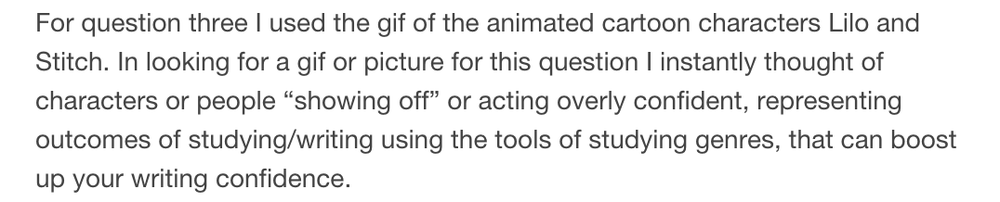 For question three I used the gif of the animated cartoon characters Lilo and
Stitch. In looking for a gif or picture for this question I instantly thought of
characters or people “showing off” or acting overly confident, representing
outcomes of studying/writing using the tools of studying genres, that can boost
up your writing confidence.